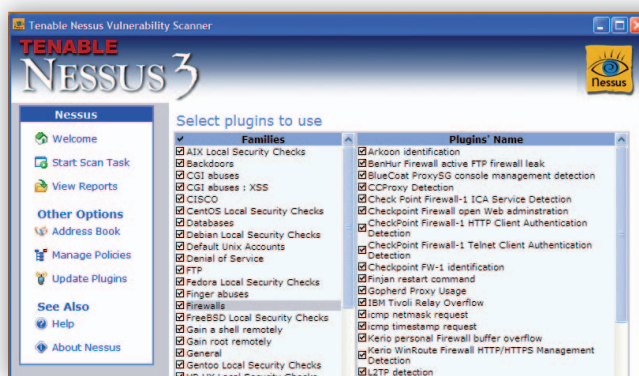 Tenable Nessus Vulnerability Scanner
TENABLE
NESSUS 3
Nessus
Nessus
Welcome
Start Scan Task
View Reports
Other Options
Address Book
Manage Policies
Update Plugins
See Also
Help
About Nessus
Select plugins to use
Families
AIX Local Security Checks
Backdoors
CGI abuses
CGI abuses : XSS
CISCO
CentOS Local Security Checks
Databases
Debian Local Security Checks
Default Unix Accounts
Denial of Service
FTP
Fedora Local Security Checks
Finger abuses
Firewalls
FreeBSD Local Security Checks
Gain a shell remotely
Gain root remotely
General
Gentoo Local Security Checks
HP-UX Local Security Checks
Plugins' Name
Arkoon identification
BenHur Firewall active FTP firewall leak
BlueCoat ProxySG console management detection
CCProxy Detection
Check Point Firewall-1 ICA Service Detection
Checkpoint Firewall open Web adminstration
CheckPoint Firewall-1 HTTP Client Authentication
Detection
CheckPoint Firewall-1 Telnet Client Authentication
Detection
Checkpoint FW-1 identification
Finjan restart command
Gopherd Proxy Usage
IBM Tivoli Relay Overflow
icmp netmask request
icmp timestamp request
Kerio personal Firewall buffer overflow
Kerio WinRoute Firewall HTTP/HTTPS Management
Detection
L2TP detection